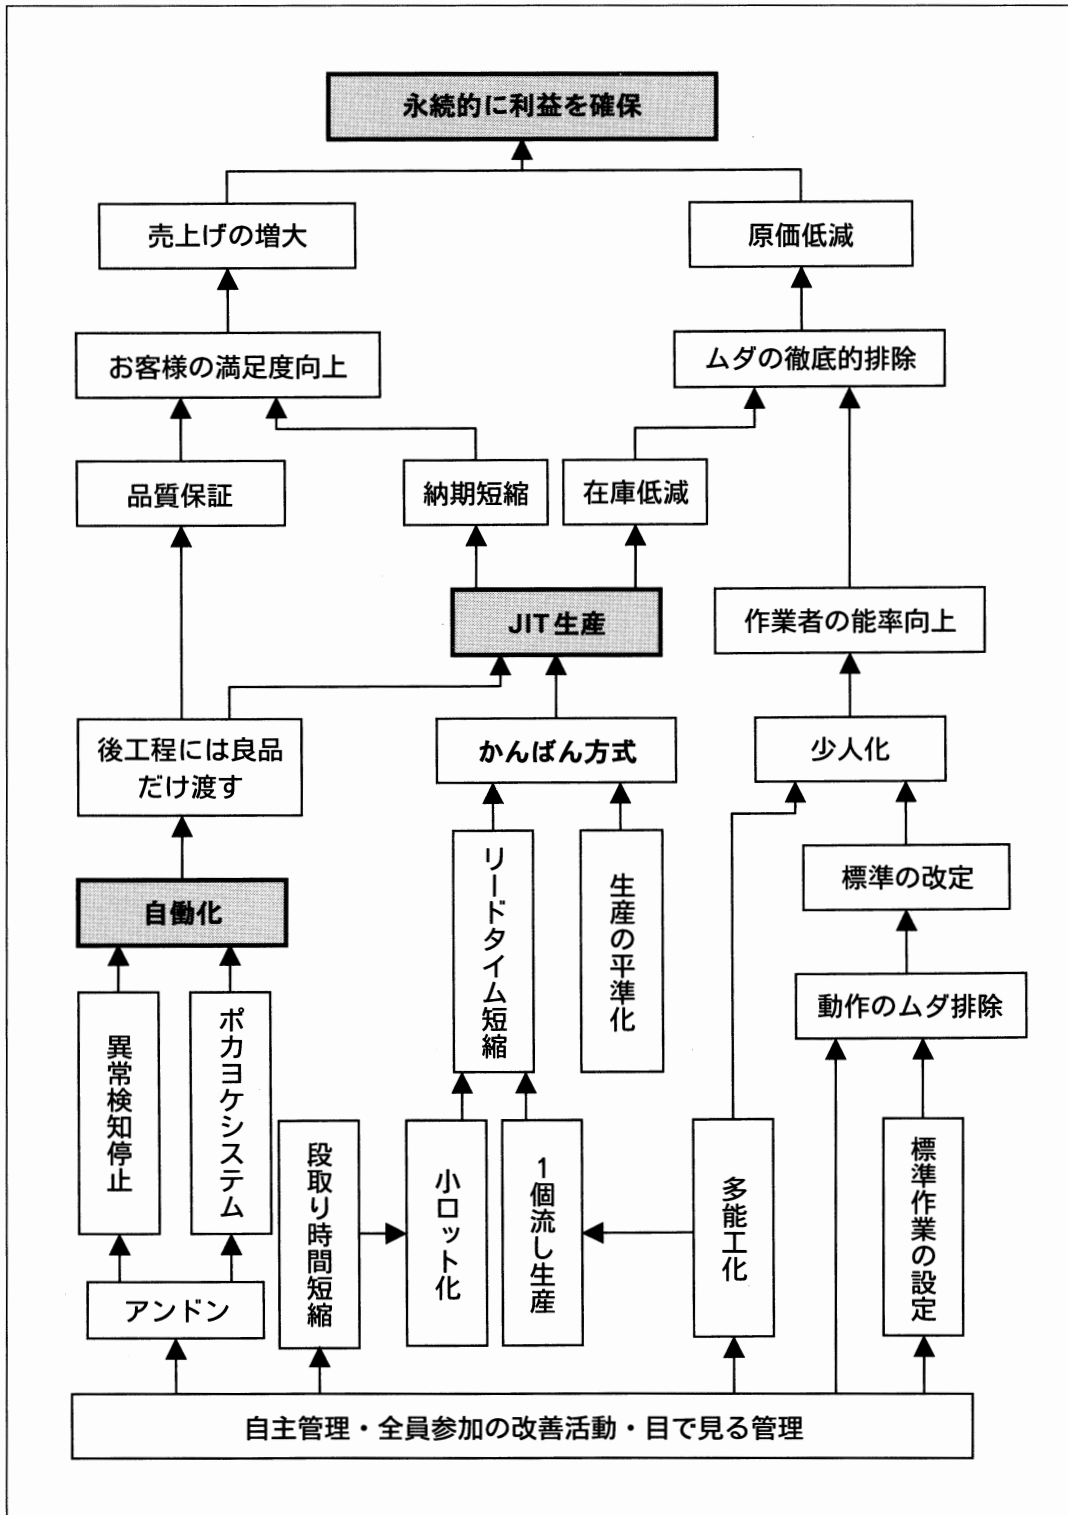 永続的に利益を確保
売上げの増大
原価低減
お客様の満足度向上
ムダの徹底的排除
品質保証
納期短縮
在庫低減
JIT生産
作業者の能率向上
後工程には良品
だけ渡す
かんばん方式
少人化
リードタイム短縮
生産の平準化
標準の改定
自働化
動作のムダ排除
異常検知停止
ポカヨケシステム
段取り時間短縮
小ロット化
1個流し生産
多能工化
標準作業の設定
アンドン
自主管理・全員参加の改善活動・目で見る管理